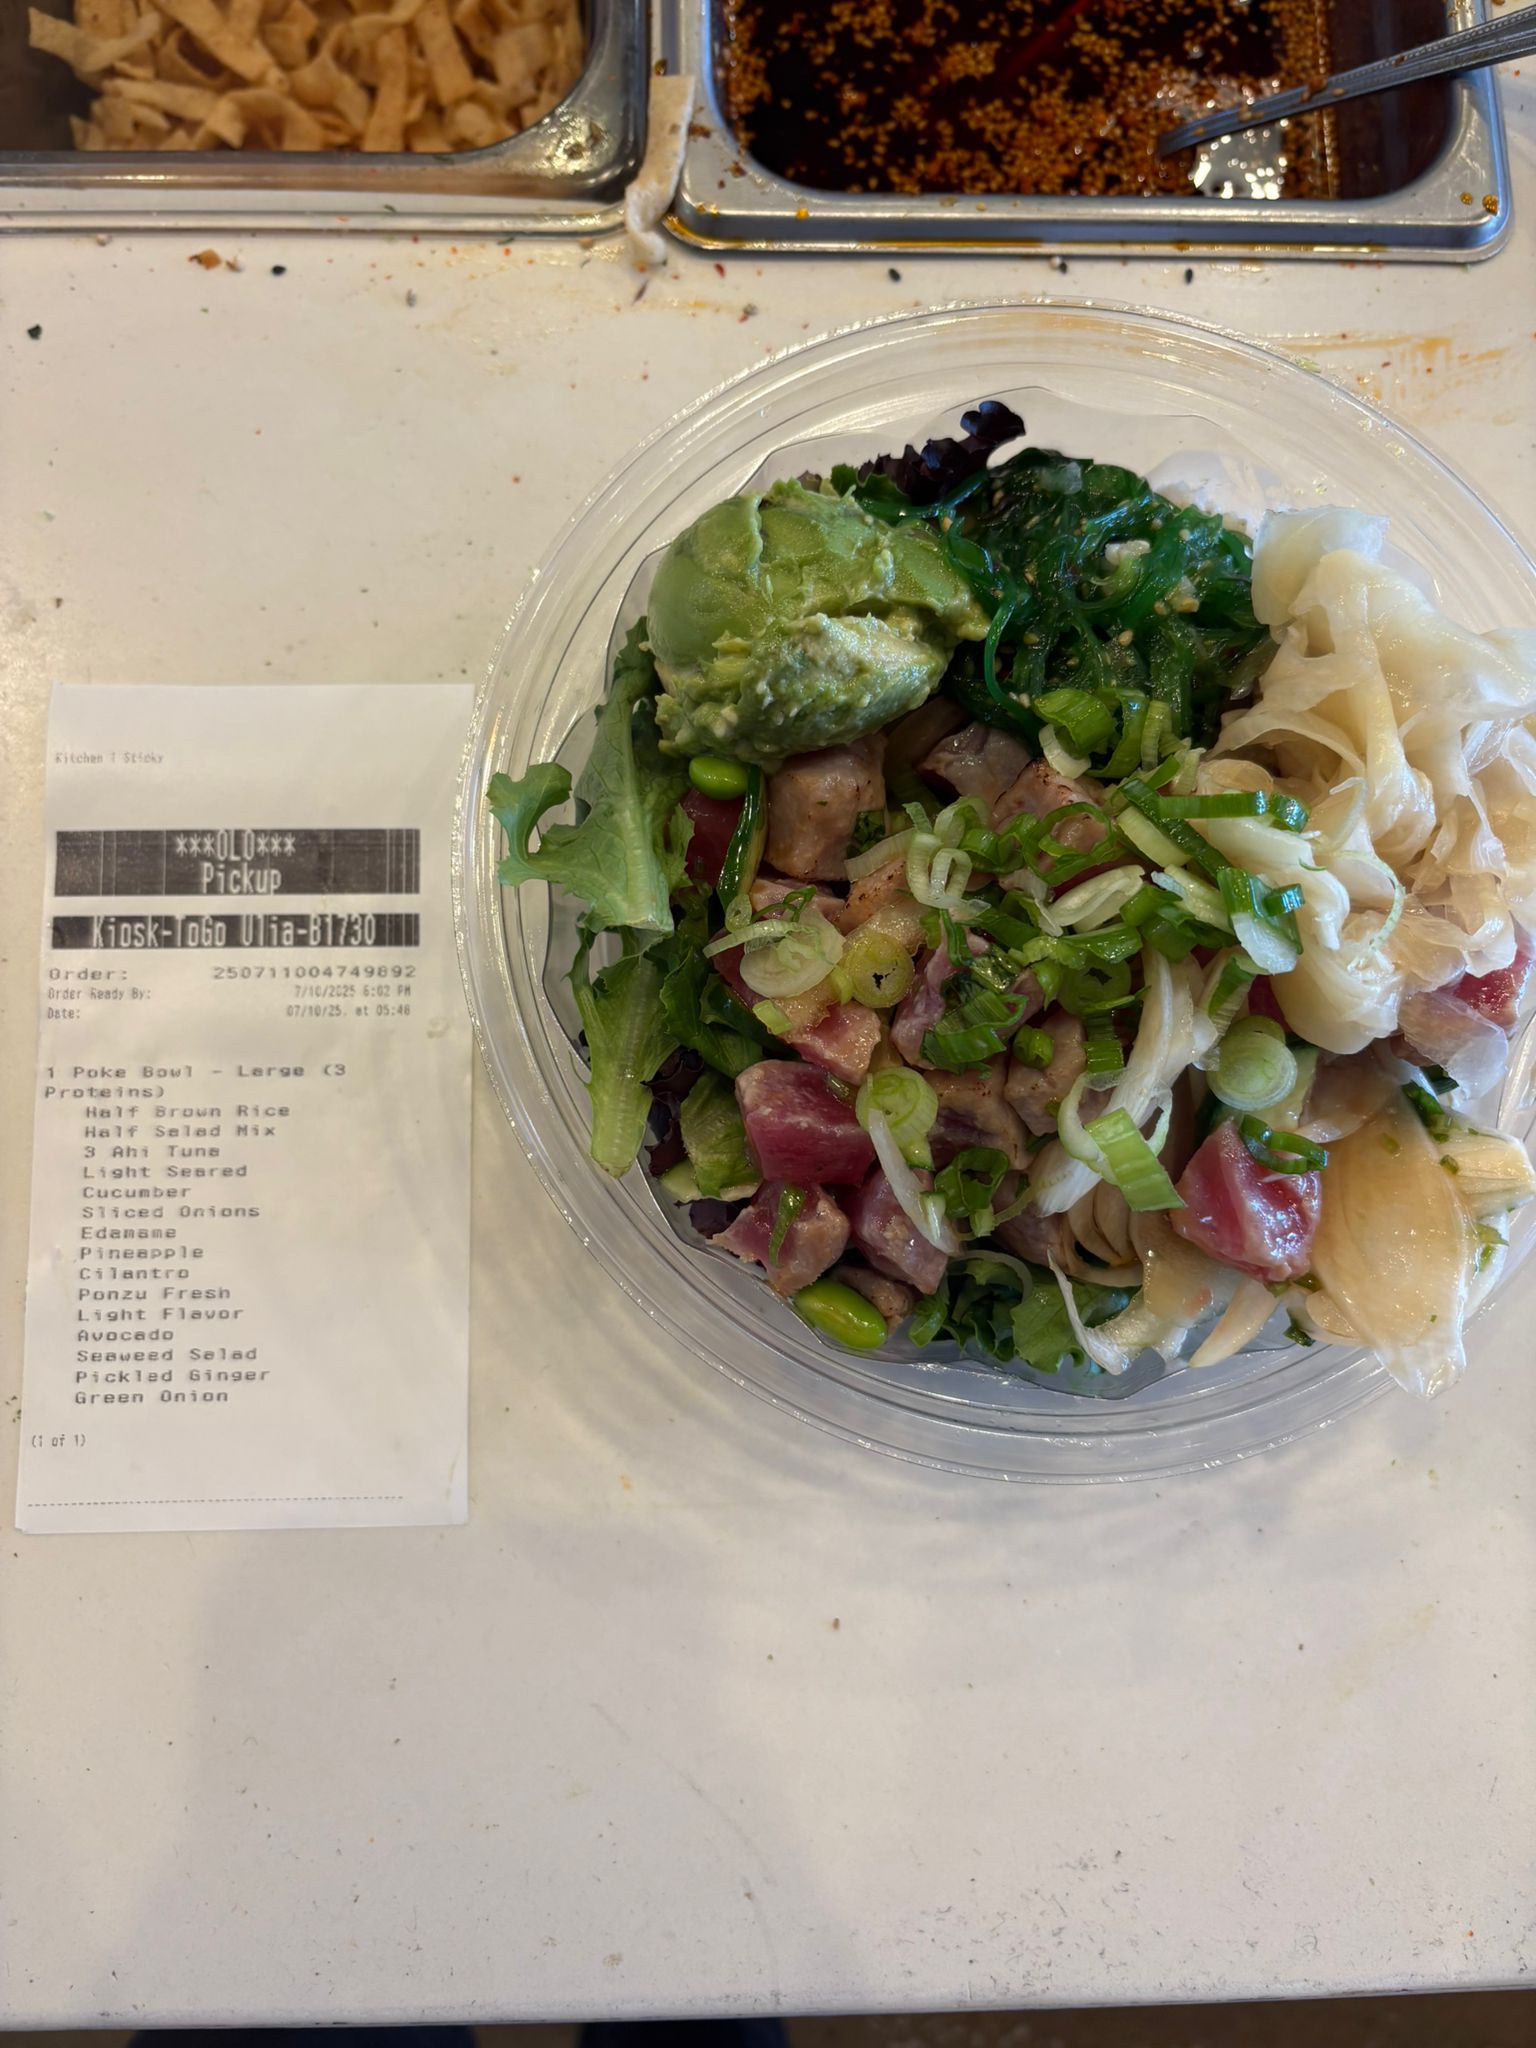 Kitchen 1 Sticky
***OLO***
Pickup
Kiosk-ToGo Ulia-B1730
Order: 250711004749892
Order Ready By: 7/10/2025 6:02 PM
Date: 07/10/25. at 05:48
1 Poke Bowl - Large (3
Proteins)
Half Brown Rice
Half Salad Mix
3 Ahi Tuna
Light Seared
Cucumber
Sliced Onions
Edamame
Pineapple
Cilantro
Ponzu Fresh
Light Flavor
Avocado
Seaweed Salad
Pickled Ginger
Green Onion
(1 of 1)